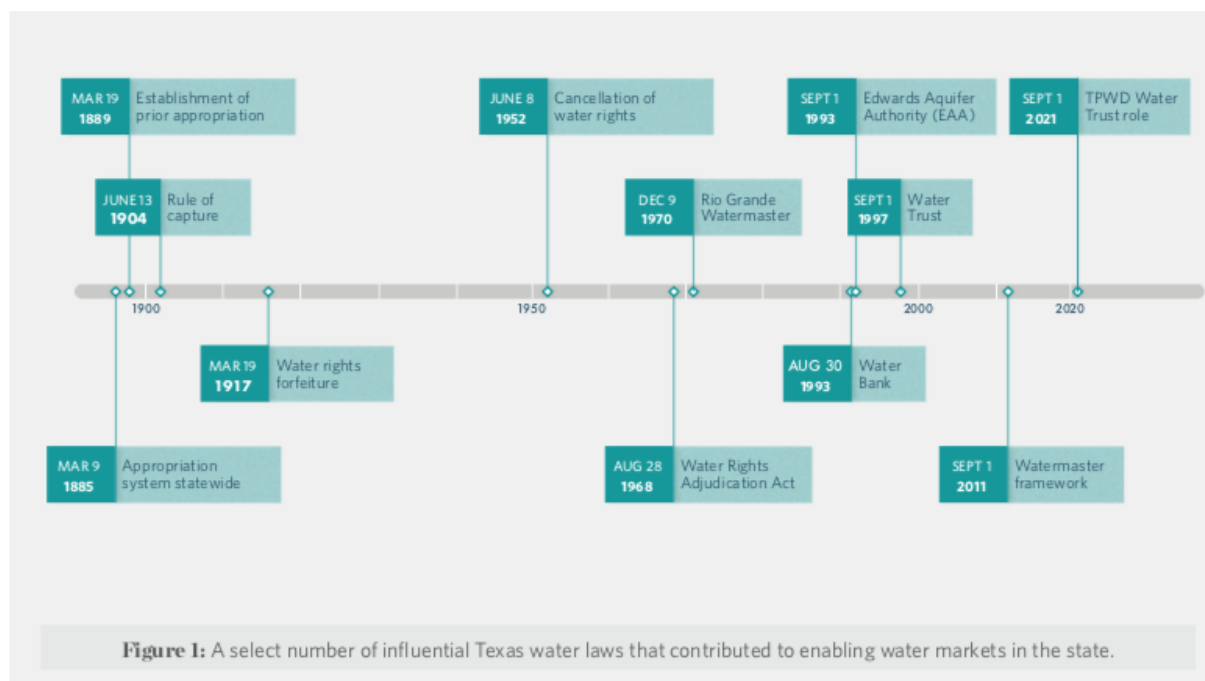 MAR 19
1889
Establishment of
prior appropriation
JUNE 8
1952
Cancellation of
water rights
SEPT 1
1993
Edwards Aquifer
Authority (EAA)
SEPT 1
2021
TPWD Water
Trust role
JUNE 13
1904
Rule of
capture
DEC 9
1970
Rio Grande
Watermaster
SEPT 1
1997
Water
Trust
1900
1950
2000
2020
MAR 19
1917
Water rights
forfeiture
AUG 30
1993
Water
Bank
MAR 9
1885
Appropriation
system statewide
AUG 28
1968
Water Rights
Adjudication Act
SEPT 1
2011
Watermaster
framework
Figure 1: A select number of influential Texas water laws that contributed to enabling water markets in the state.